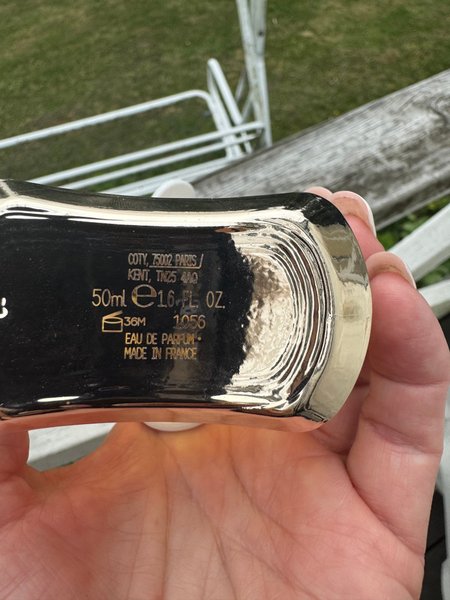 COTY, 75002 PARIS /
KENT, TN25 4AQ
50ml ℮ 1.6 FL. OZ.
36M 1056
EAU DE PARFUM •
MADE IN FRANCE